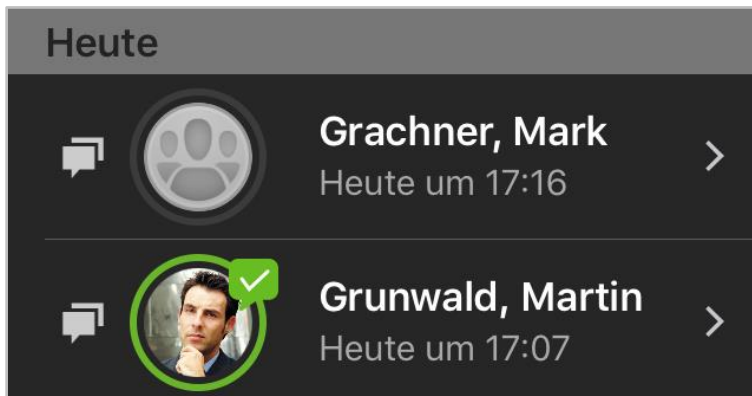 Heute
Grachner, Mark
Heute um 17:16
Grunwald, Martin
Heute um 17:07